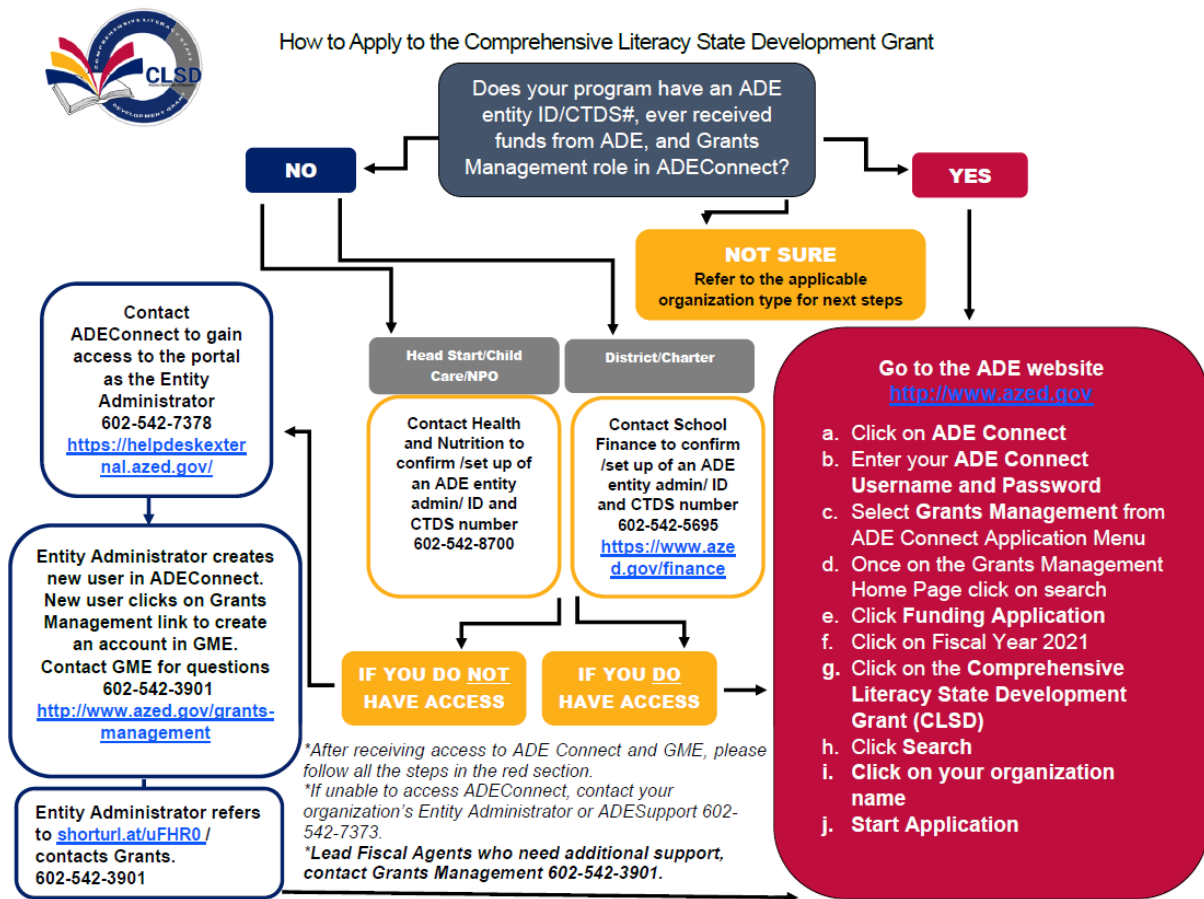 COMPREHENSIVE LITERACY STATE
CLSD
DEVELOPMENT GRANT
How to Apply to the Comprehensive Literacy State Development Grant
Does your program have an ADE
entity ID/CTDS#, ever received
funds from ADE, and Grants
Management role in ADEConnect?
NO
YES
NOT SURE
Refer to the applicable
organization type for next steps
Contact
ADEConnect to gain
access to the portal
as the Entity
Administrator
602-542-7378
https://helpdeskexter
nal.azed.gov/
Entity Administrator creates
new user in ADEConnect.
New user clicks on Grants
Management link to create
an account in GME.
Contact GME for questions
602-542-3901
http://www.azed.gov/grants-
management
Entity Administrator refers
to shorturl.at/uFHR0 /
contacts Grants.
602-542-3901
Head Start/Child
Care/NPO
Contact Health
and Nutrition to
confirm /set up of
an ADE entity
admin/ ID and
CTDS number
602-542-8700
District/Charter
Contact School
Finance to confirm
/set up of an ADE
entity admin/ ID
and CTDS number
602-542-5695
https://www.aze
d.gov/finance
IF YOU DO NOT
HAVE ACCESS
IF YOU DO
HAVE ACCESS
*After receiving access to ADE Connect and GME, please
follow all the steps in the red section.
*If unable to access ADEConnect, contact your
organization's Entity Administrator or ADESupport 602-
542-7373.
*Lead Fiscal Agents who need additional support,
contact Grants Management 602-542-3901.
Go to the ADE website
http://www.azed.gov
a. Click on ADE Connect
b. Enter your ADE Connect
Username and Password
c. Select Grants Management from
ADE Connect Application Menu
d. Once on the Grants Management
Home Page click on search
e. Click Funding Application
f. Click on Fiscal Year 2021
g. Click on the Comprehensive
Literacy State Development
Grant (CLSD)
h. Click Search
i. Click on your organization
name
j. Start Application